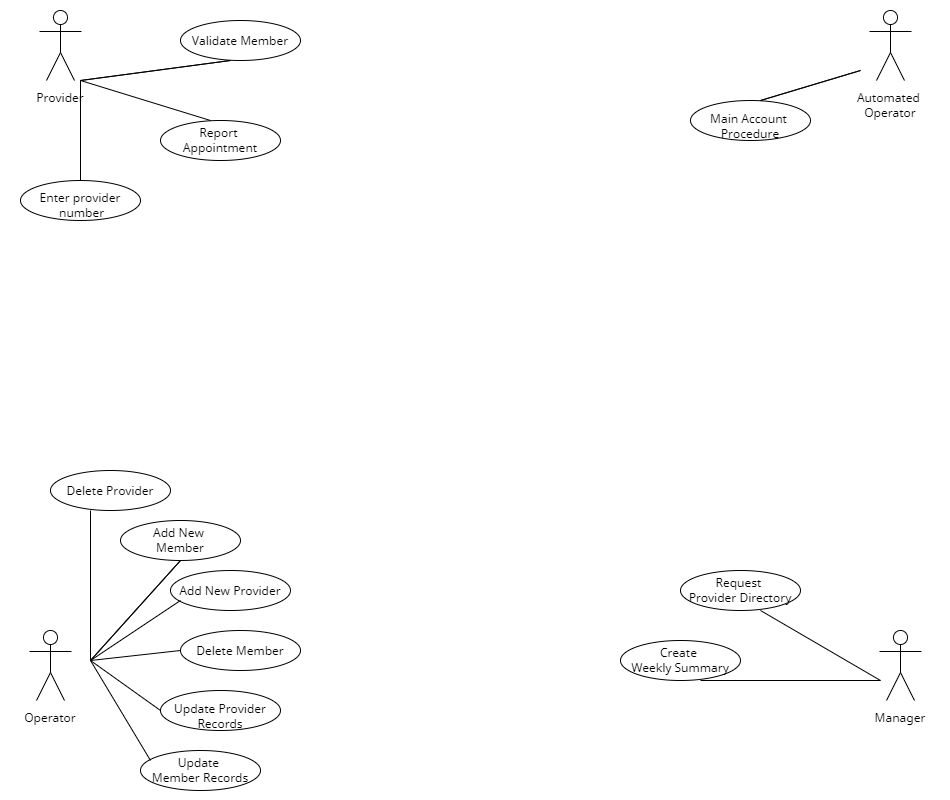 Validate Member
Provider
Automated
Operator
Main Account
Procedure
Report
Appointment
Enter provider
number
Delete Provider
Add New
Member
Add New Provider
Request
Provider Directory
Delete Member
Create
Weekly Summary
Operator
Manager
Update Provider
Records
Update
Member Records